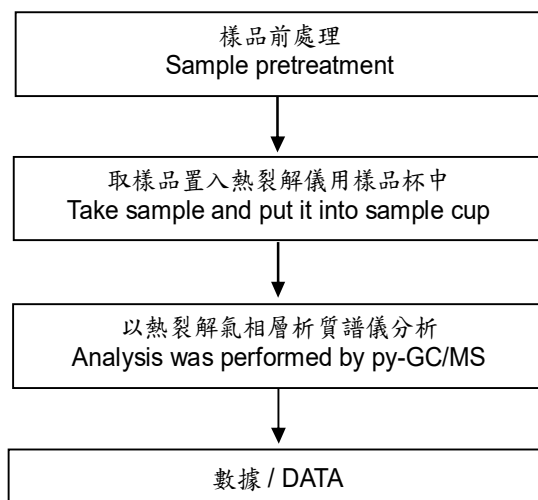 樣品前處理
Sample pretreatment
取樣品置入熱裂解儀用樣品杯中
Take sample and put it into sample cup
以熱裂解氣相層析質譜儀分析
Analysis was performed by py-GC/MS
數據 / DATA